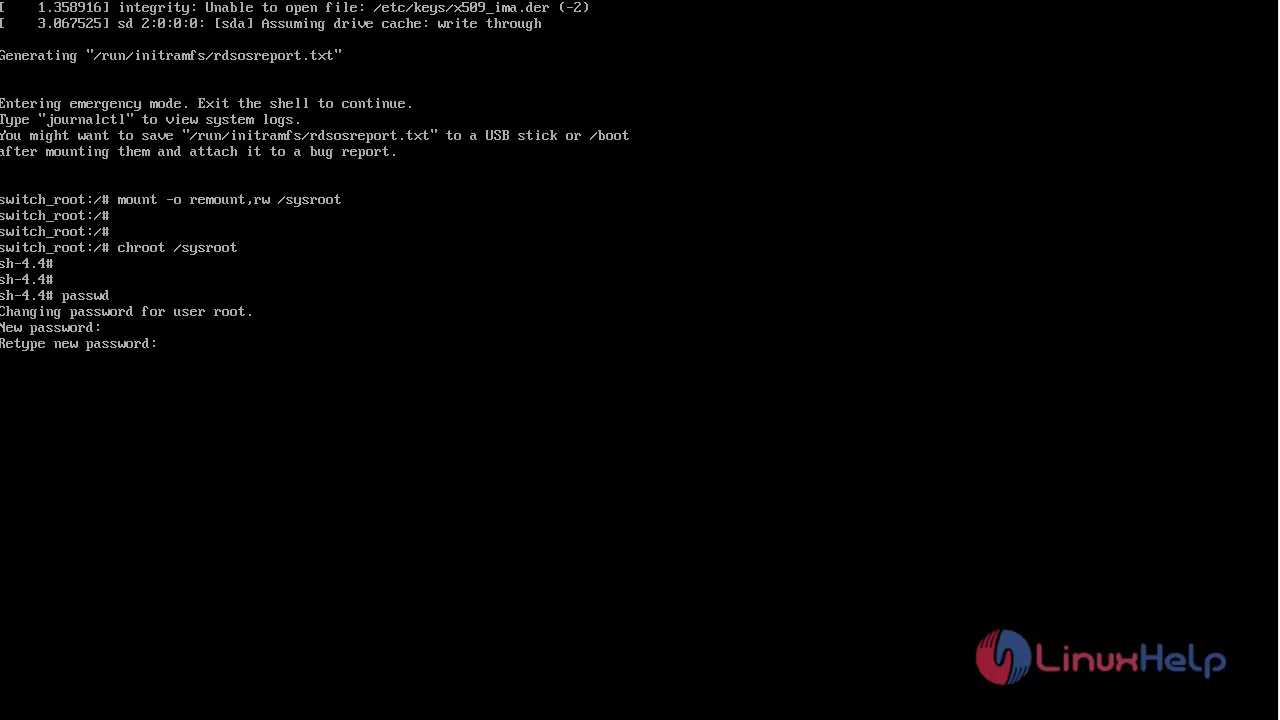 [    1.358916] integrity: Unable to open file: /etc/keys/x509_ima.der (-2)
[    3.067525] sd 2:0:0:0: [sda] Assuming drive cache: write through
Generating "/run/initramfs/rdsosreport.txt"
Entering emergency mode. Exit the shell to continue.
Type "journalctl" to view system logs.
You might want to save "/run/initramfs/rdsosreport.txt" to a USB stick or /boot
after mounting them and attach it to a bug report.
switch_root:/# mount -o remount,rw /sysroot
switch_root:/#
switch_root:/#
switch_root:/# chroot /sysroot
sh-4.4#
sh-4.4#
sh-4.4# passwd
Changing password for user root.
New password:
Retype new password:
LinuxHelp